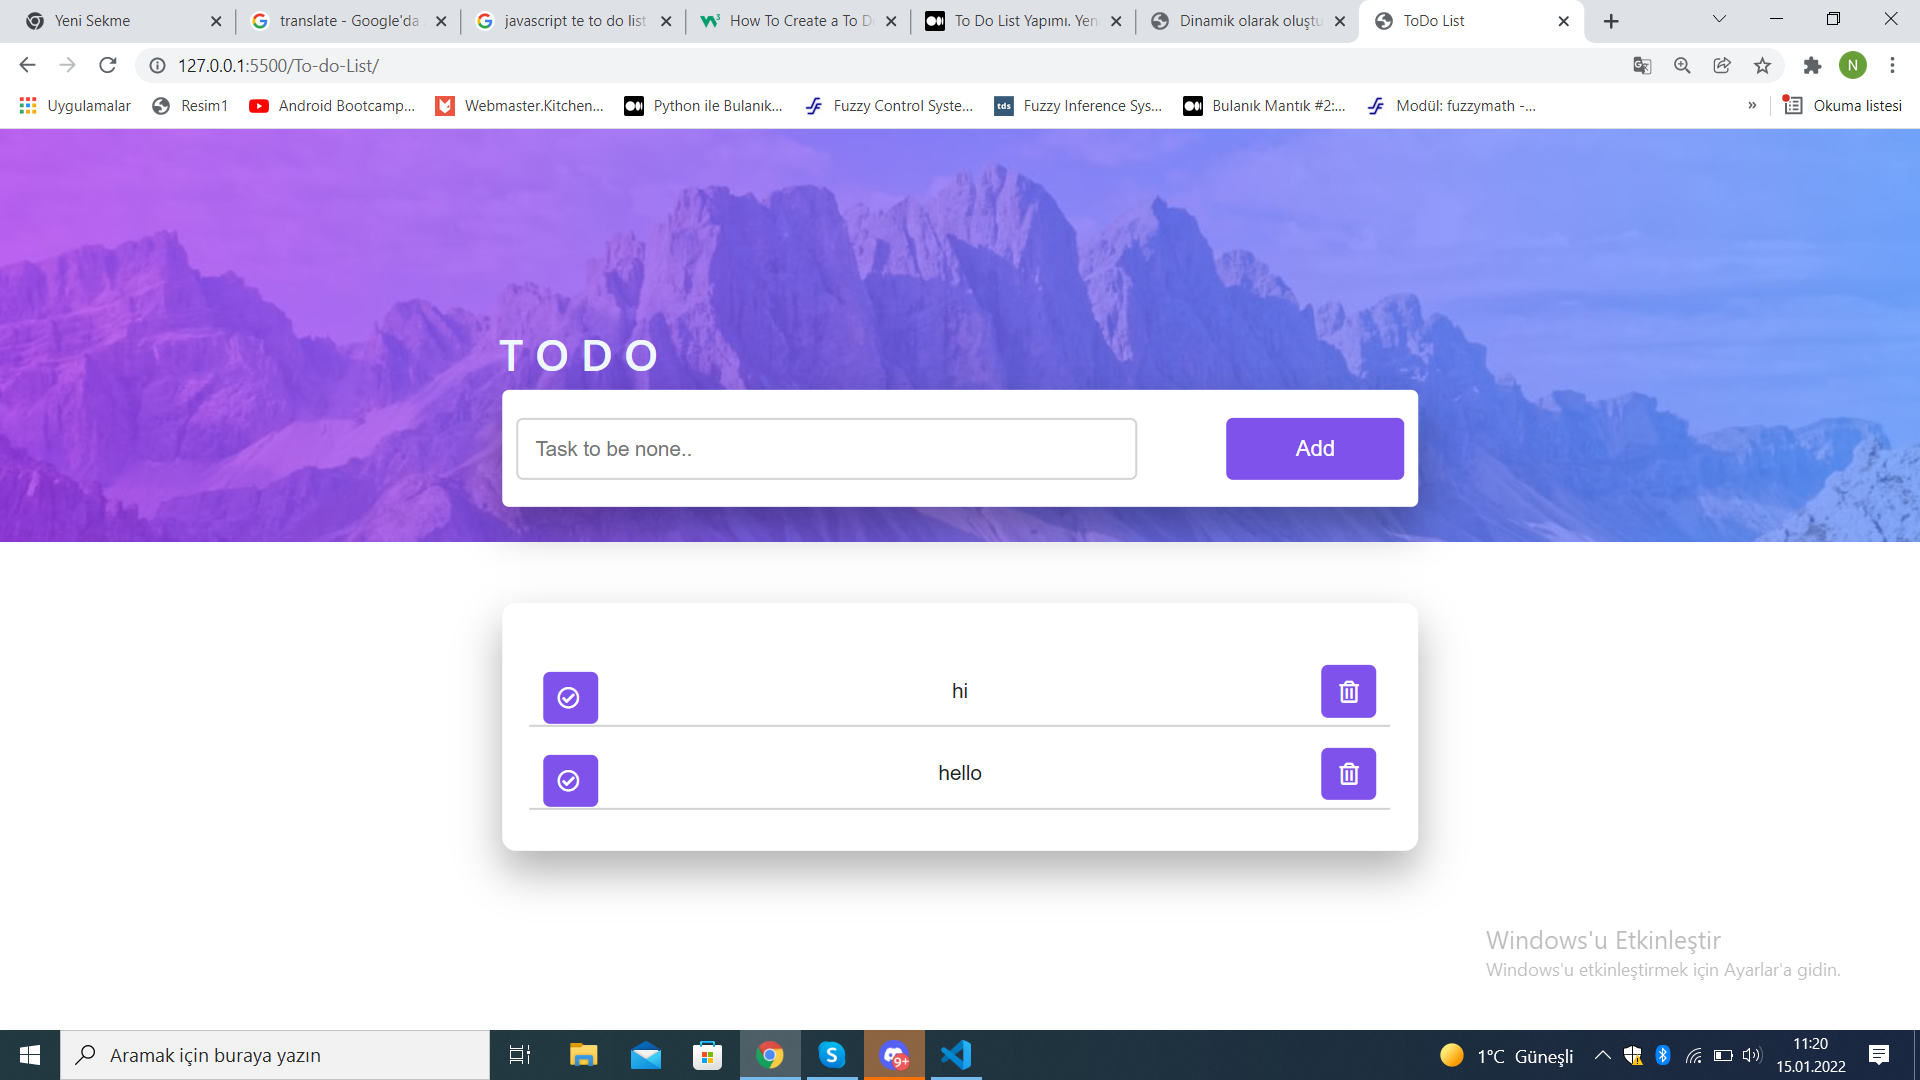 Yeni Sekme
translate - Google'da
javascript te to do list
How To Create a To D
To Do List Yapımı. Yen
Dinamik olarak oluştu
ToDo List
127.0.0.1:5500/To-do-List/
N
Uygulamalar
Resim1
Android Bootcamp...
Webmaster.Kitchen...
Python ile Bulanık...
Fuzzy Control Syste...
tds
Fuzzy Inference Sys...
Bulanık Mantık #2:...
Modül: fuzzymath -...
»
Okuma listesi
TODO
Task to be none..
Add
hi
hello
Windows'u Etkinleştir
Windows'u etkinleştirmek için Ayarlar'a gidin.
Aramak için buraya yazın
9+
1°C Güneşli
11:20
15.01.2022